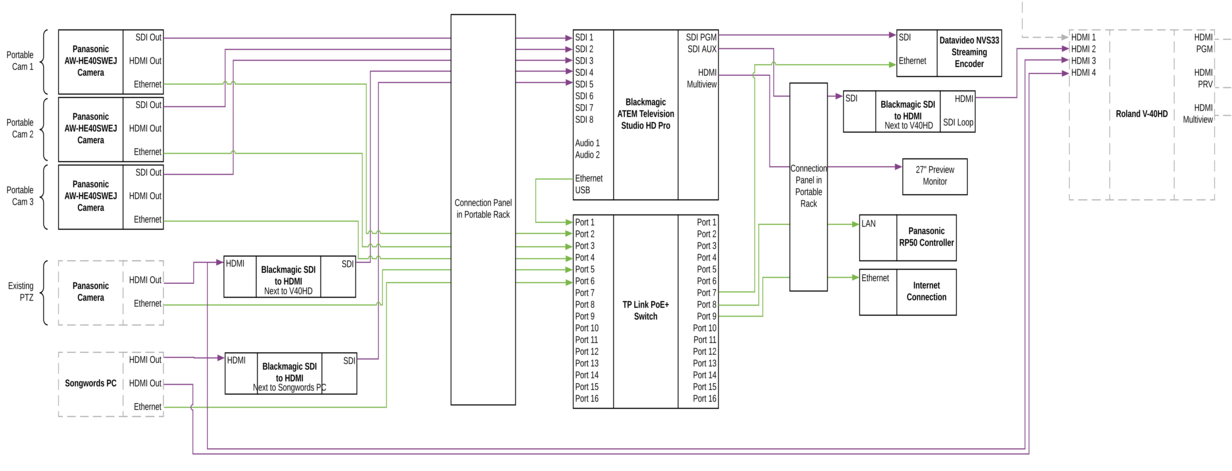 Portable
Cam 1
Panasonic
AW-HE40SWEJ
Camera
SDI Out
HDMI Out
Ethernet
Portable
Cam 2
Panasonic
AW-HE40SWEJ
Camera
SDI Out
HDMI Out
Ethernet
Portable
Cam 3
Panasonic
AW-HE40SWEJ
Camera
SDI Out
HDMI Out
Ethernet
Existing
PTZ
Panasonic
Camera
HDMI Out
Ethernet
HDMI
Blackmagic SDI
to HDMI
Next to V40HD
SDI
Songwords PC
HDMI Out
HDMI Out
Ethernet
HDMI
Blackmagic SDI
to HDMI
Next to Songwords PC
SDI
Connection Panel
in Portable Rack
SDI 1
SDI 2
SDI 3
SDI 4
SDI 5
SDI 6
SDI 7
SDI 8
Audio 1
Audio 2
Ethernet
USB
Blackmagic
ATEM Television
Studio HD Pro
SDI PGM
SDI AUX
HDMI
Multiview
Port 1
Port 2
Port 3
Port 4
Port 5
Port 6
Port 7
Port 8
Port 9
Port 10
Port 11
Port 12
Port 13
Port 14
Port 15
Port 16
TP Link PoE+
Switch
Port 1
Port 2
Port 3
Port 4
Port 5
Port 6
Port 7
Port 8
Port 9
Port 10
Port 11
Port 12
Port 13
Port 14
Port 15
Port 16
Connection
Panel in
Portable
Rack
SDI
Ethernet
Datavideo NVS33
Streaming
Encoder
SDI
Blackmagic SDI
to HDMI
Next to V40HD
HDMI
SDI Loop
27" Preview
Monitor
LAN
Panasonic
RP50 Controller
Ethernet
Internet
Connection
HDMI 1
HDMI 2
HDMI 3
HDMI 4
Roland V-40HD
HDMI
PGM
HDMI
PRV
HDMI
Multiview